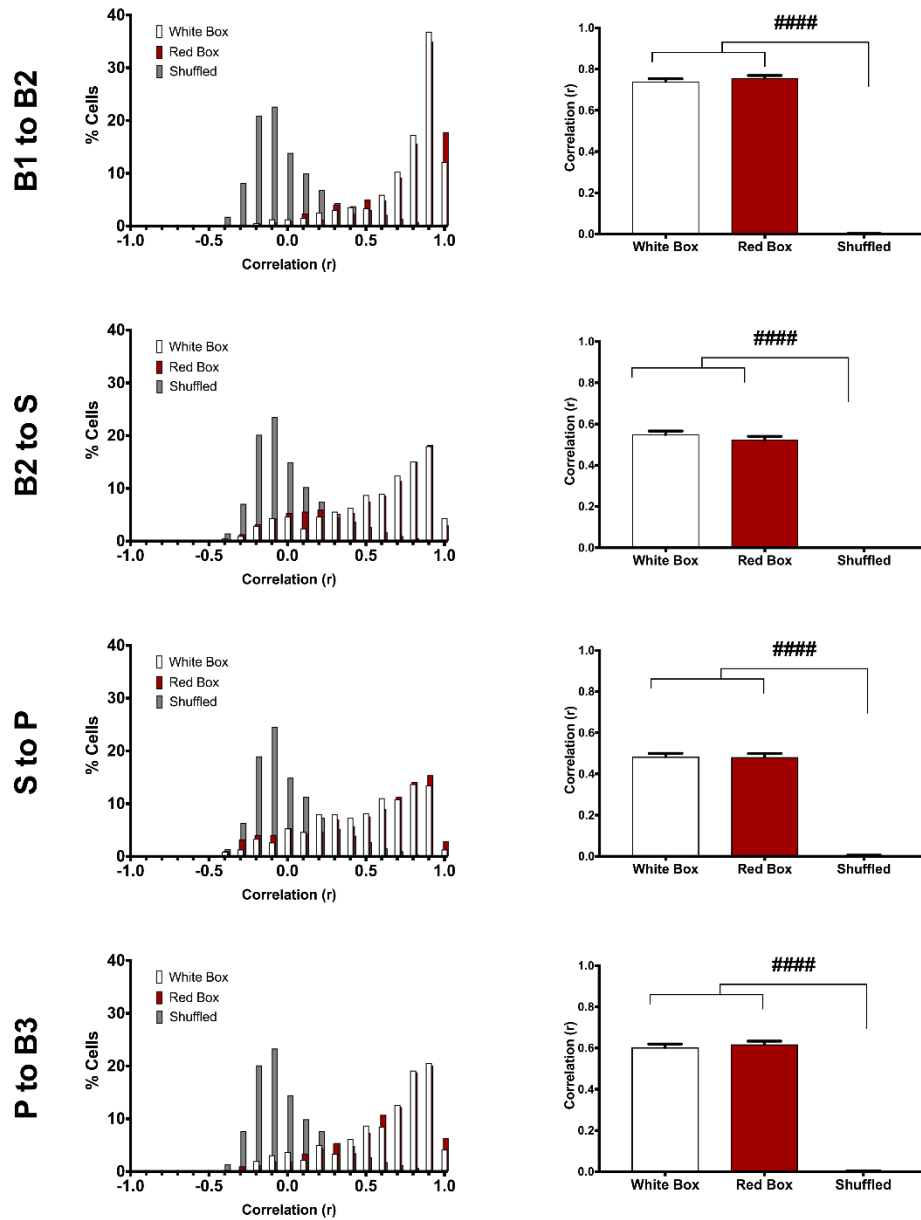 B1 to B2
40
30
20
10
0
% Cells
White Box
Red Box
Shuffled
-1.0 -0.5 0.0 0.5 1.0
Correlation (r)
####
1.0
0.8
0.6
0.4
0.2
0.0
Correlation (r)
White Box Red Box Shuffled
B2 to S
40
30
20
10
0
% Cells
White Box
Red Box
Shuffled
-1.0 -0.5 0.0 0.5 1.0
Correlation (r)
####
1.0
0.8
0.6
0.4
0.2
0.0
Correlation (r)
White Box Red Box Shuffled
S to P
40
30
20
10
0
% Cells
White Box
Red Box
Shuffled
-1.0 -0.5 0.0 0.5 1.0
Correlation (r)
####
1.0
0.8
0.6
0.4
0.2
0.0
Correlation (r)
White Box Red Box Shuffled
P to B3
40
30
20
10
0
% Cells
White Box
Red Box
Shuffled
-1.0 -0.5 0.0 0.5 1.0
Correlation (r)
####
1.0
0.8
0.6
0.4
0.2
0.0
Correlation (r)
White Box Red Box Shuffled